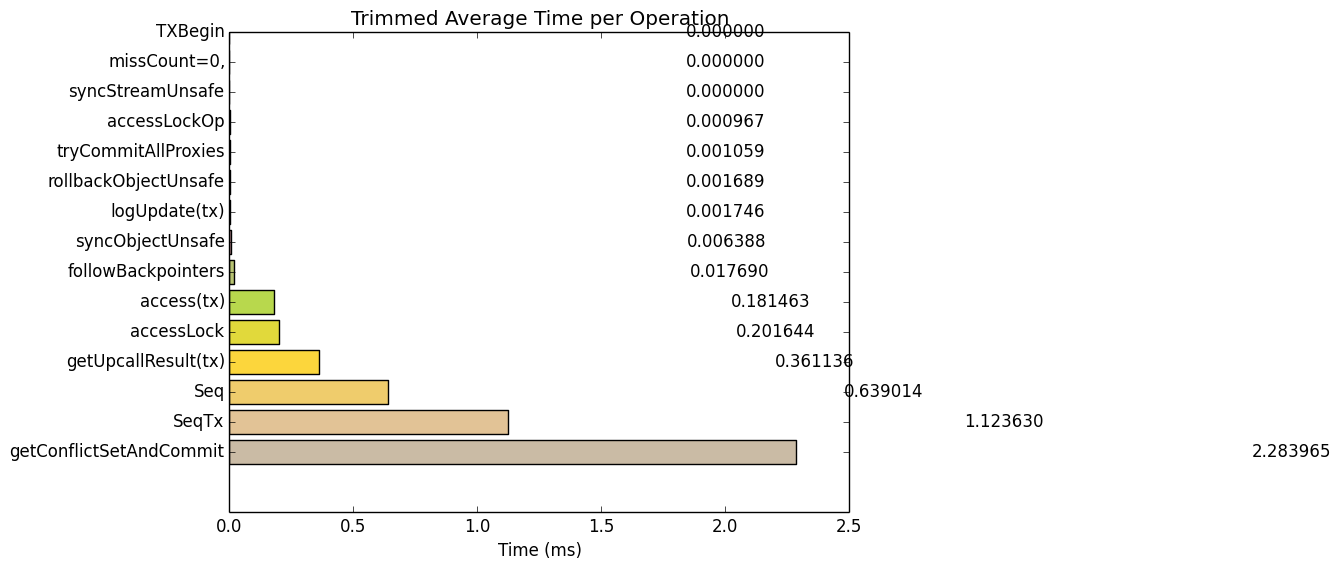 Trimmed Average Time per Operation
TXBegin 0.000000
missCount=0, 0.000000
syncStreamUnsafe 0.000000
accessLockOp 0.000967
tryCommitAllProxies 0.001059
rollbackObjectUnsafe 0.001689
logUpdate(tx) 0.001746
syncObjectUnsafe 0.006388
followBackpointers 0.017690
access(tx) 0.181463
accessLock 0.201644
getUpcallResult(tx) 0.361136
Seq 0.639014
SeqTx 1.123630
getConflictSetAndCommit 2.283965
0.0 0.5 1.0 1.5 2.0 2.5
Time (ms)